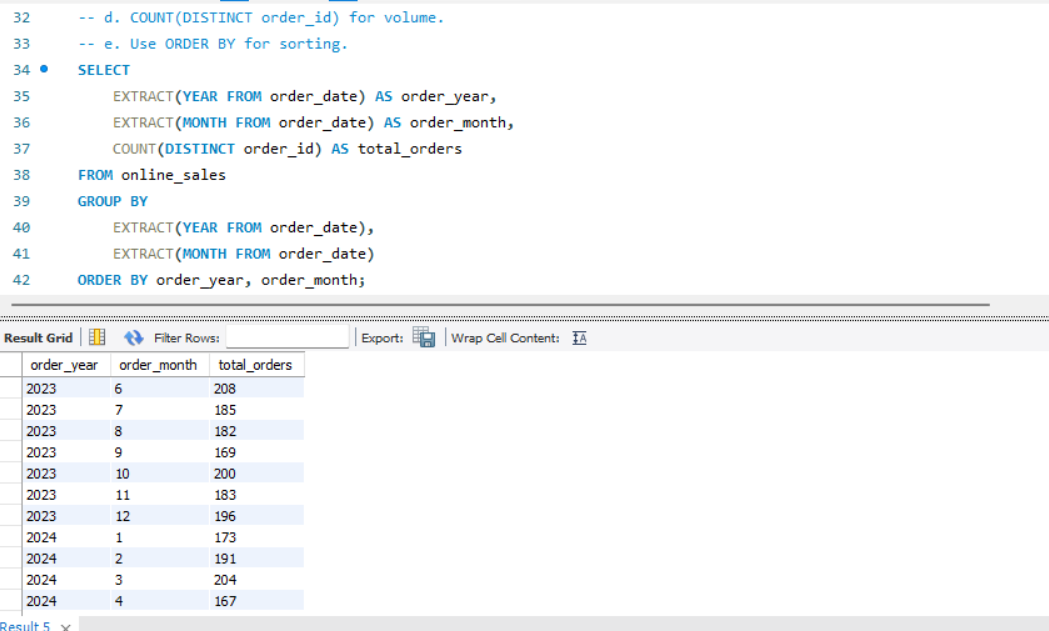 32 -- d. COUNT(DISTINCT order_id) for volume.
33 -- e. Use ORDER BY for sorting.
34 SELECT
35 EXTRACT(YEAR FROM order_date) AS order_year,
36 EXTRACT(MONTH FROM order_date) AS order_month,
37 COUNT(DISTINCT order_id) AS total_orders
38 FROM online_sales
39 GROUP BY
40 EXTRACT(YEAR FROM order_date),
41 EXTRACT(MONTH FROM order_date)
42 ORDER BY order_year, order_month;
Result Grid Filter Rows: Export: Wrap Cell Content: IA
order_year order_month total_orders
2023 6 208
2023 7 185
2023 8 182
2023 9 169
2023 10 200
2023 11 183
2023 12 196
2024 1 173
2024 2 191
2024 3 204
2024 4 167
Result 5 ×